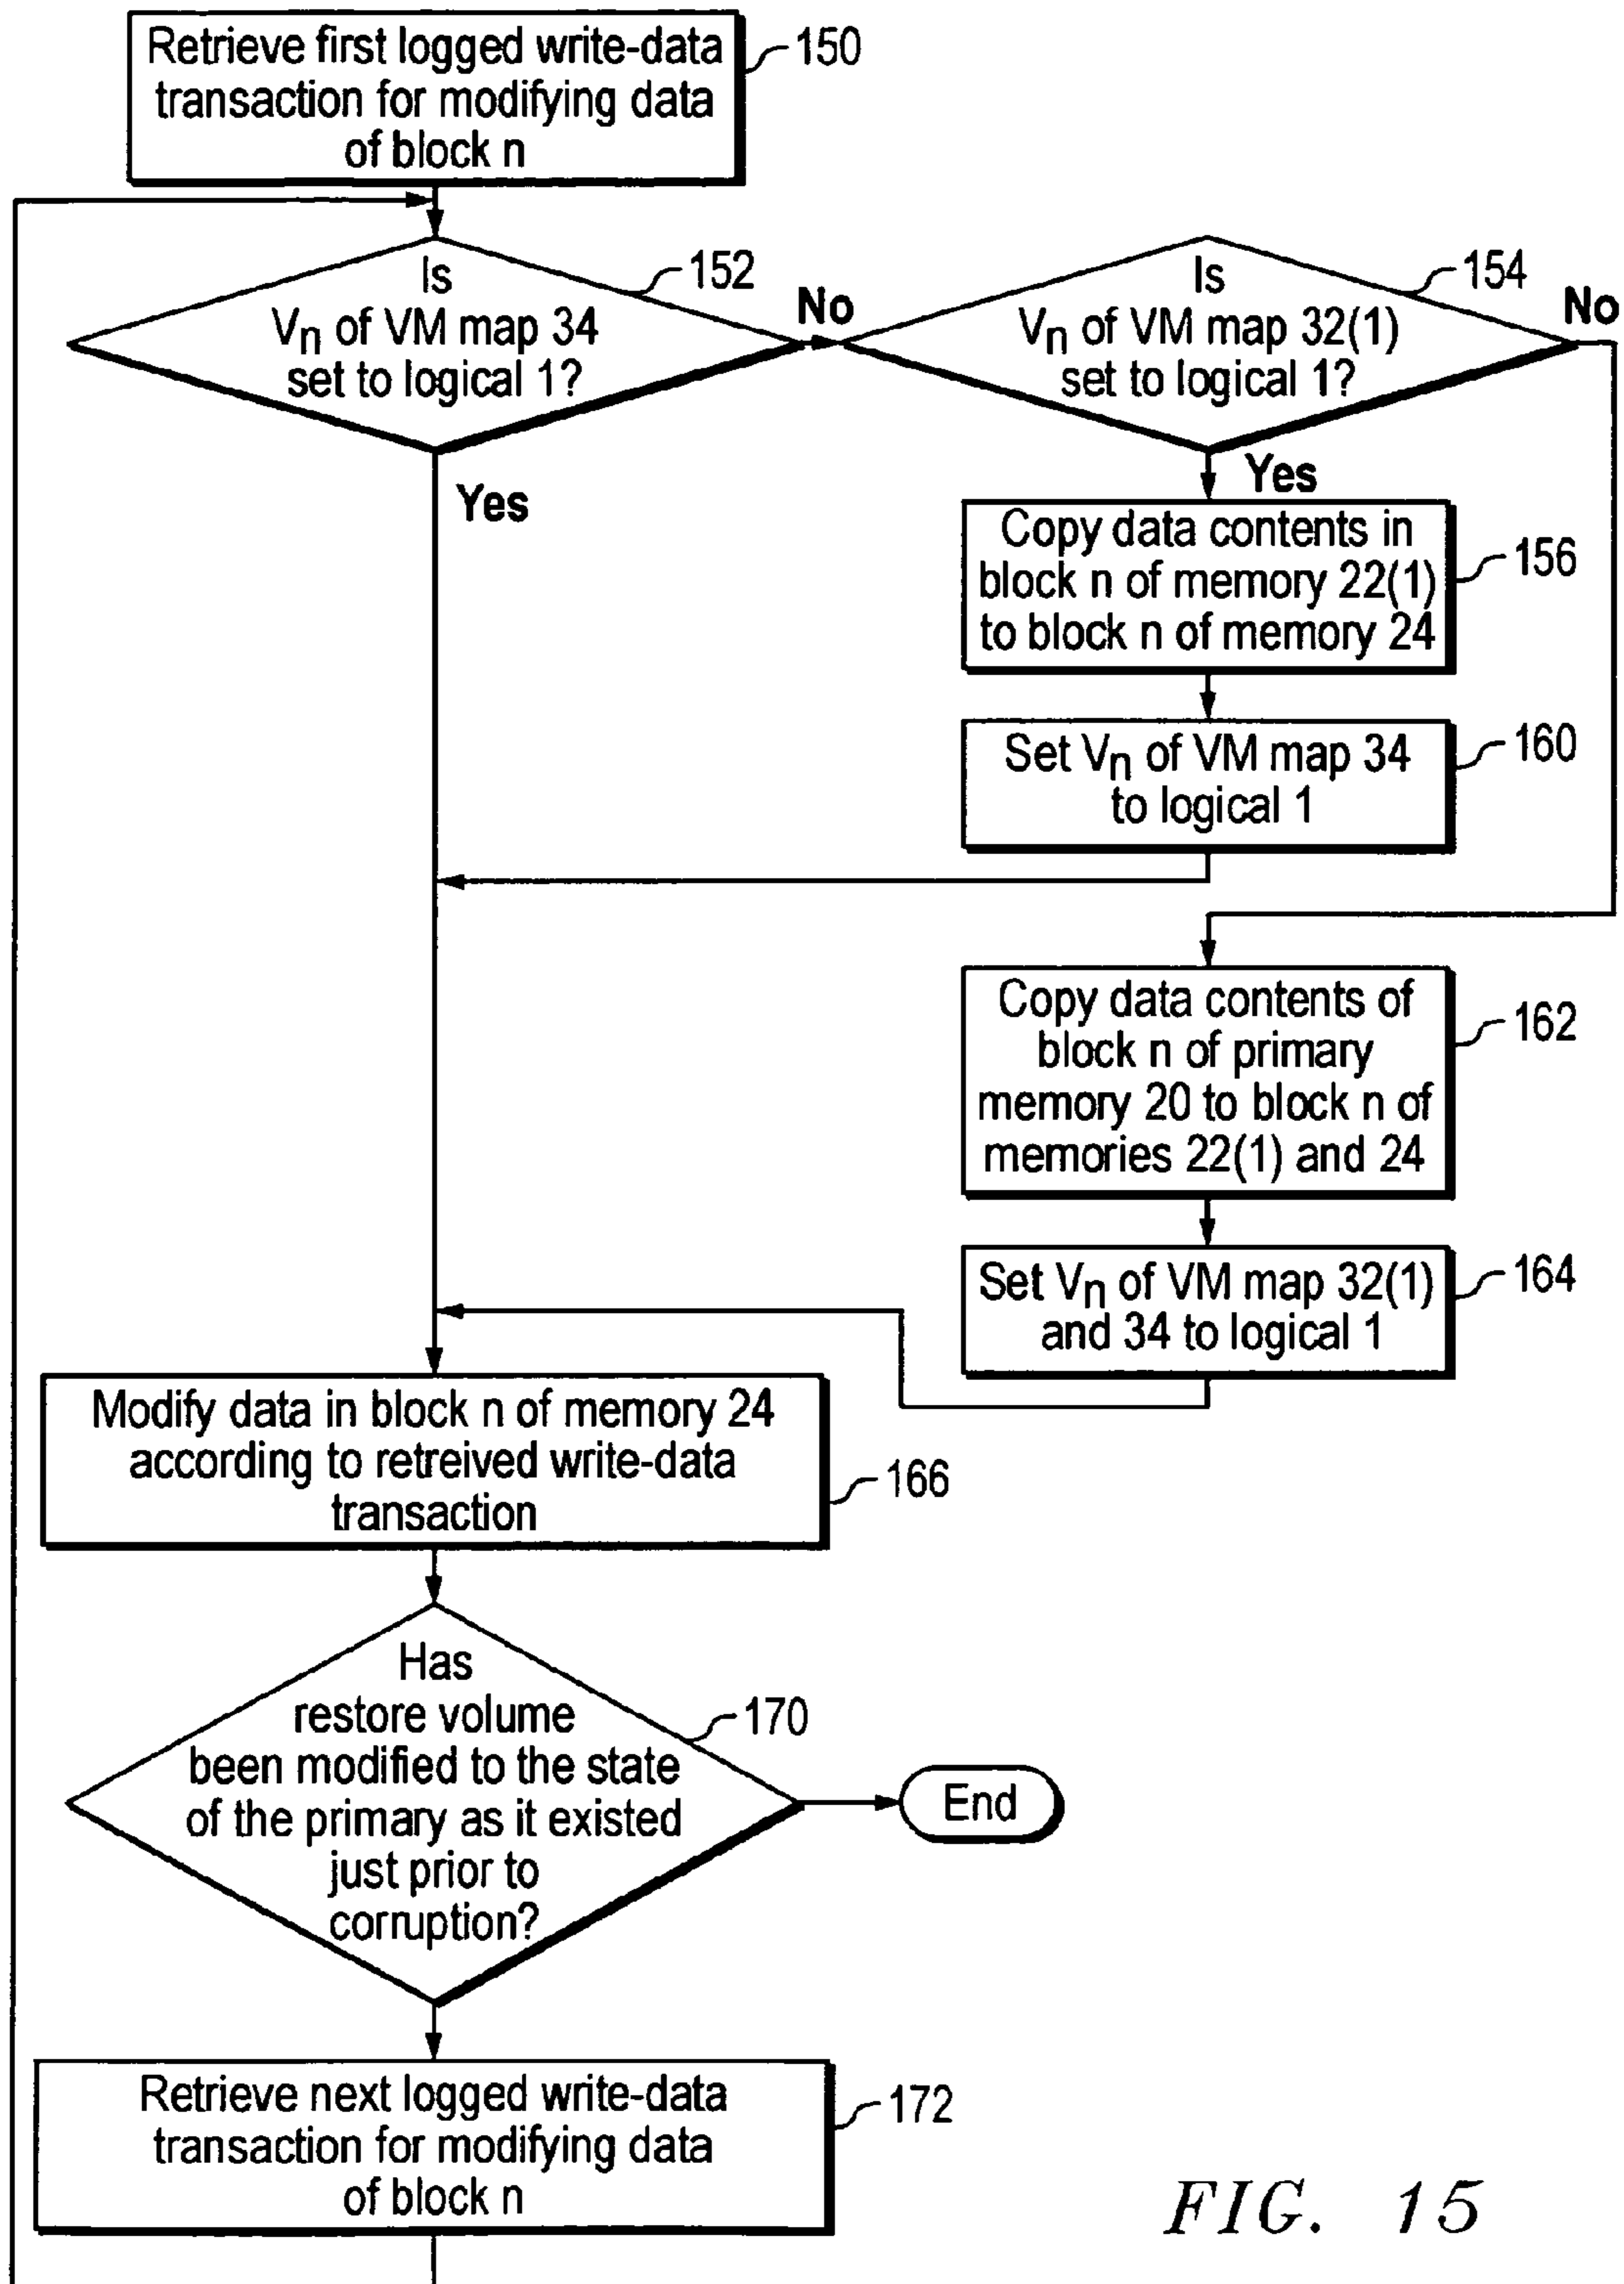 Retrieve first logged write-data
transaction for modifying data
of block n
150
Is
Vn of VM map 34
set to logical 1?
152
No
Is
Vn of VM map 32(1)
set to logical 1?
154
No
Yes
Yes
Copy data contents in
block n of memory 22(1)
to block n of memory 24
156
Set Vn of VM map 34
to logical 1
160
Copy data contents of
block n of primary
memory 20 to block n of
memories 22(1) and 24
162
Set Vn of VM map 32(1)
and 34 to logical 1
164
Modify data in block n of memory 24
according to retreived write-data
transaction
166
Has
restore volume
been modified to the state
of the primary as it existed
just prior to
corruption?
170
End
Retrieve next logged write-data
transaction for modifying data
of block n
172
FIG. 15